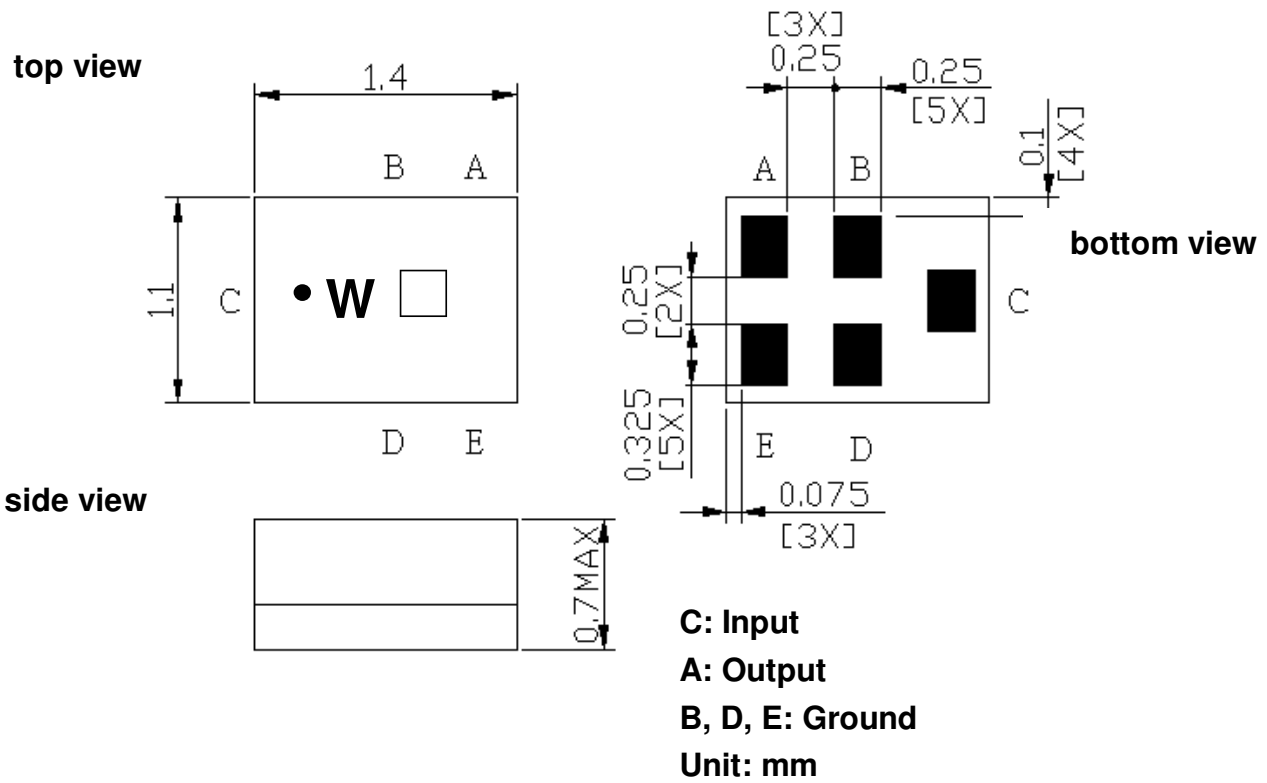 top view
1.4
B A
1.1
C
• W
D E
side view
0.7MAX
[3X]
0.25
0.25
[5X]
0.1
[4X]
A B
bottom view
0.25
[2X]
C
0.325
[5X]
E D
0.075
[3X]
C: Input
A: Output
B, D, E: Ground
Unit: mm